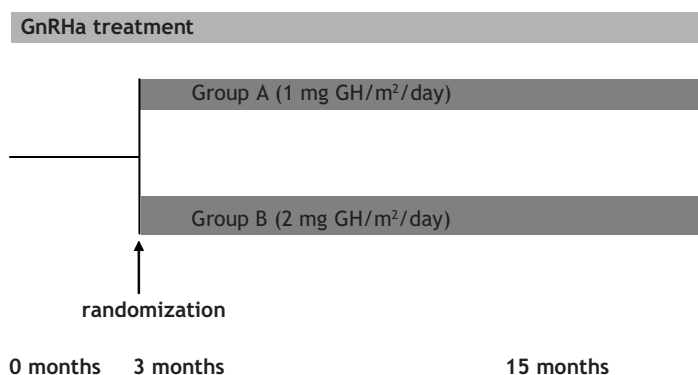 GnRHa treatment
Group A (1 mg GH/m²/day)
Group B (2 mg GH/m²/day)
randomization
0 months 3 months 15 months